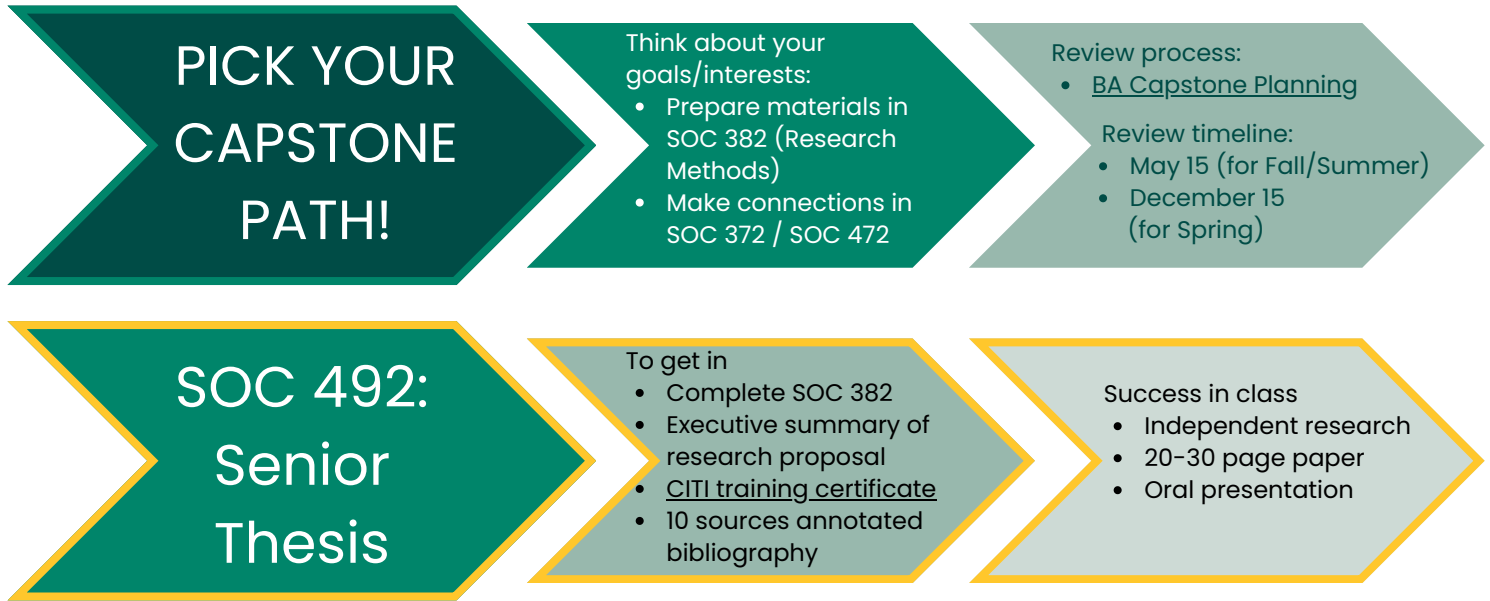 PICK YOUR
CAPSTONE
PATH!
Think about your
goals/interests:
• Prepare materials in
SOC 382 (Research
Methods)
• Make connections in
SOC 372 / SOC 472
Review process:
• BA Capstone Planning
Review timeline:
• May 15 (for Fall/Summer)
• December 15
(for Spring)
SOC 492:
Senior
Thesis
To get in
• Complete SOC 382
• Executive summary of
research proposal
• CITI training certificate
• 10 sources annotated
bibliography
Success in class
• Independent research
• 20-30 page paper
• Oral presentation